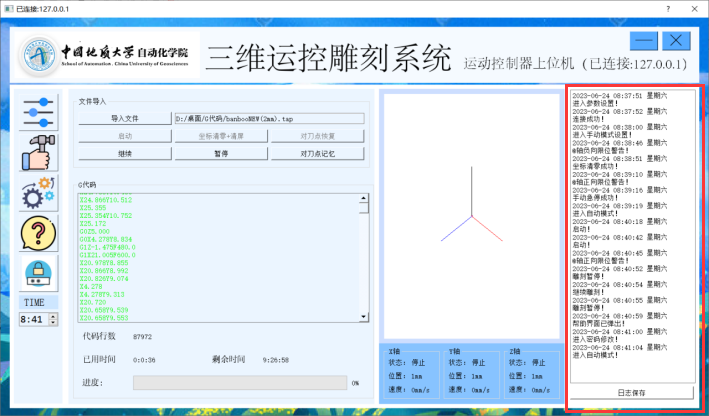 已连接:127.0.0.1
中国地质大学自动化学院
School of Automation. China University of Geosciences
三维运控雕刻系统
运动控制器上位机（已连接:127.0.0.1）
文件导入
导入文件
D:/桌面/G代码/banbooNEW(2mm).tap
启动
坐标清零+清屏
对刀点恢复
继续
暂停
对刀点记忆
G代码
X24.866Y10.512
X25.355
X25.354Y10.752
X25.172
G0Z5.000
G0X4.278Y8.834
G1Z-1.475F480.0
G1X21.005F600.0
X20.978Y8.855
X20.866Y8.992
X20.826Y9.074
X4.278
X4.278Y9.313
X20.720
X20.658Y9.539
X20.658Y9.553
代码行数
87972
已用时间
0:0:36
剩余时间
9:26:58
进度:
0%
TIME
8:41
X轴
状态: 停止
位置: 1mm
速度: 0mm/s
Y轴
状态: 停止
位置: 1mm
速度: 0mm/s
Z轴
状态: 停止
位置: 1mm
速度: 0mm/s
2023-06-24 08:37:51 星期六
进入参数设置!
2023-06-24 08:37:52 星期六
连接成功!
2023-06-24 08:38:00 星期六
进入手动模式设置!
2023-06-24 08:38:46 星期六
轴负向限位警告!
2023-06-24 08:38:51 星期六
坐标清零成功!
2023-06-24 08:39:10 星期六
轴正向限位警告!
2023-06-24 08:39:16 星期六
手动急停成功!
2023-06-24 08:39:19 星期六
进入自动模式!
2023-06-24 08:40:18 星期六
启动!
2023-06-24 08:40:42 星期六
启动!
2023-06-24 08:40:45 星期六
轴正向限位警告!
2023-06-24 08:40:52 星期六
雕刻暂停!
2023-06-24 08:40:54 星期六
继续雕刻!
2023-06-24 08:40:55 星期六
雕刻暂停!
2023-06-24 08:40:59 星期六
帮助界面已弹出!
2023-06-24 08:41:00 星期六
进入密码修改!
2023-06-24 08:41:04 星期六
进入自动模式!
日志保存